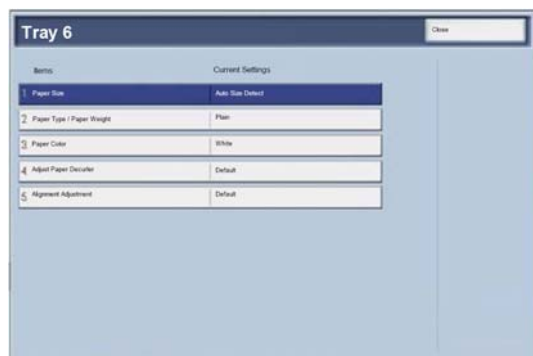 Tray 6
Close
Items Current Settings
1 Paper Size Auto Size Detect
2 Paper Type / Paper Weight Plain
3 Paper Color White
4 Adjust Paper Decurler Default
5 Alignment Adjustment Default